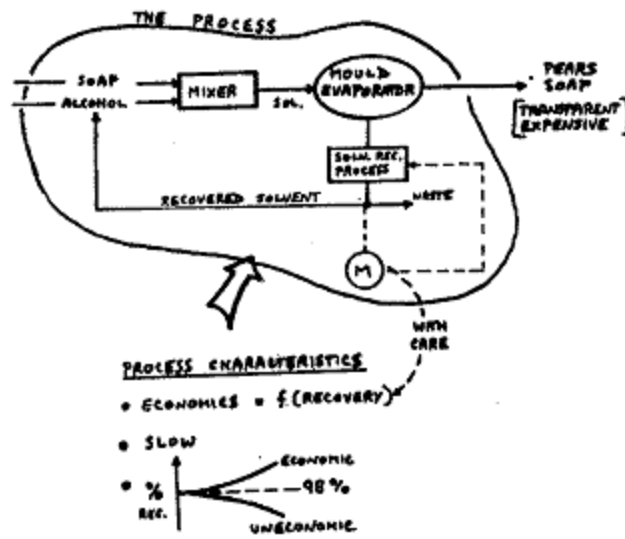 THE PROCESS
SOAP
ALCOHOL
MIXER
SOL.
MOULD
EVAPORATOR
PEARS
SOAP
[TRANSPARENT
EXPENSIVE]
SOLN. REC.
PROCESS
RECOVERED SOLVENT
WASTE
M
WITH
CARE
PROCESS CHARACTERISTICS
• ECONOMICS = f.(RECOVERY)
• SLOW
• %
REC.
ECONOMIC
98%
UNECONOMIC